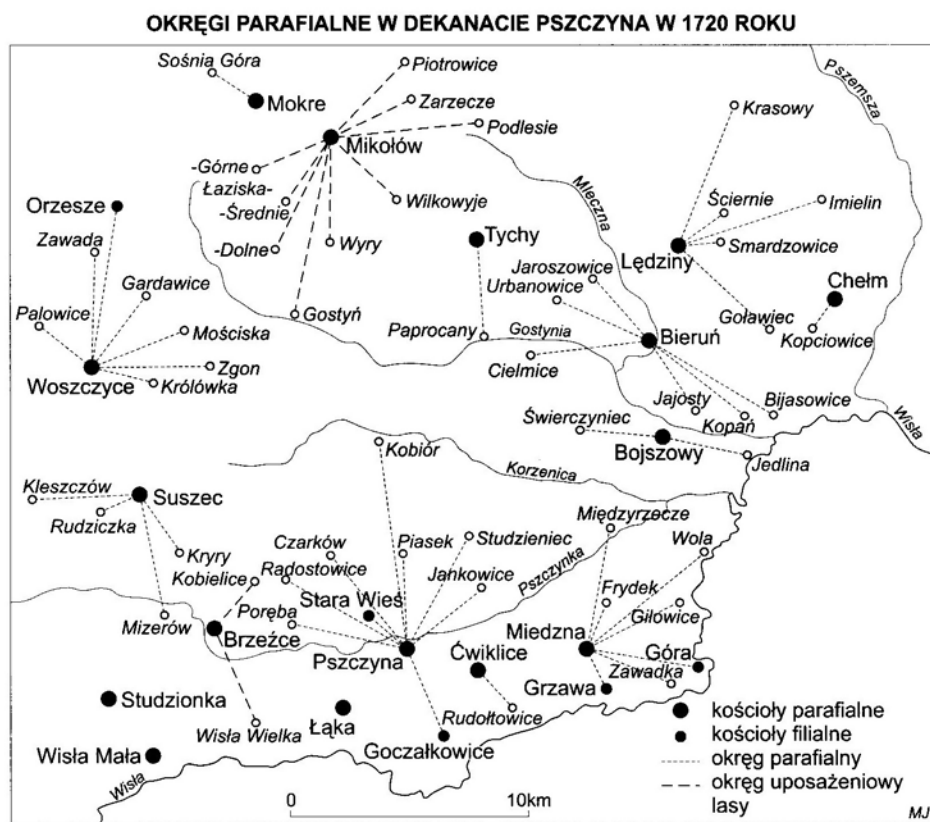 OKRĘGI PARAFIALNE W DEKANACIE PSZCZYNA W 1720 ROKU
Sośnia Góra
Piotrowice
Pszemsza
Mokre
Zarzecze
Krasowy
Podlesie
Mikołów
-Górne
Mleczna
Łaziska-
-Średnie
Wilkowyje
Ściernie
Imielin
Orzesze
Zawada
-Dolne
Wyry
Tychy
Smardzowice
Lędziny
Jaroszowice
Urbanowice
Gardawice
Chełm
Palowice
Gostyń
Mościska
Paprocany
Gostynia
Goławiec
Kopciowice
Bieruń
Woszczyce
Zgon
Królówka
Cielmice
Jajosty
Bijasowice
Świerczyniec
Kopań
Wisła
Bojszowy
Kobiór
Jedlina
Korzenica
Kleszczów
Suszec
Rudziczka
Międzyrzecze
Czarków
Piasek
Studzieniec
Wola
Kryry
Kobielice
Radostowice
Jankowice
Pszczynka
Stara Wieś
Frydek
Giłowice
Poręba
Mizerów
Brzeźce
Miedzna
Pszczyna
Ćwiklice
Góra
Zawadka
Grzawa
Studzionka
Łąka
Rudołtowice
Wisła Wielka
Goczałkowice
Wisła Mała
Wisła
kościoły parafialne
kościoły filialne
okręg parafialny
okręg uposażeniowy
lasy
0 10km
MJ